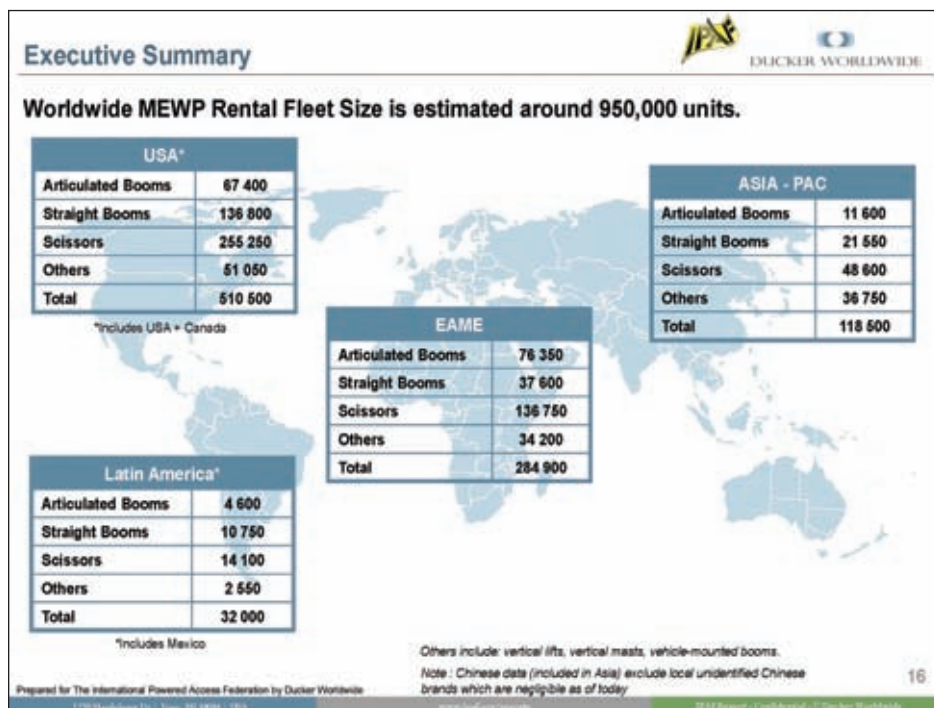 Executive Summary
IPAF
DUCKER WORLDWIDE
Worldwide MEWP Rental Fleet Size is estimated around 950,000 units.
USA*
Articulated Booms 67 400
Straight Booms 136 800
Scissors 255 250
Others 51 050
Total 510 500
*Includes USA + Canada
ASIA - PAC
Articulated Booms 11 600
Straight Booms 21 550
Scissors 48 600
Others 36 750
Total 118 500
EAME
Articulated Booms 76 350
Straight Booms 37 600
Scissors 136 750
Others 34 200
Total 284 900
Latin America*
Articulated Booms 4 600
Straight Booms 10 750
Scissors 14 100
Others 2 550
Total 32 000
*Includes Mexico
Others include: vertical lifts, vertical masts, vehicle-mounted booms.
Note : Chinese data (included in Asia) exclude local unidentified Chinese
brands which are negligible as of today
16
Prepared for The International Powered Access Federation by Ducker Worldwide